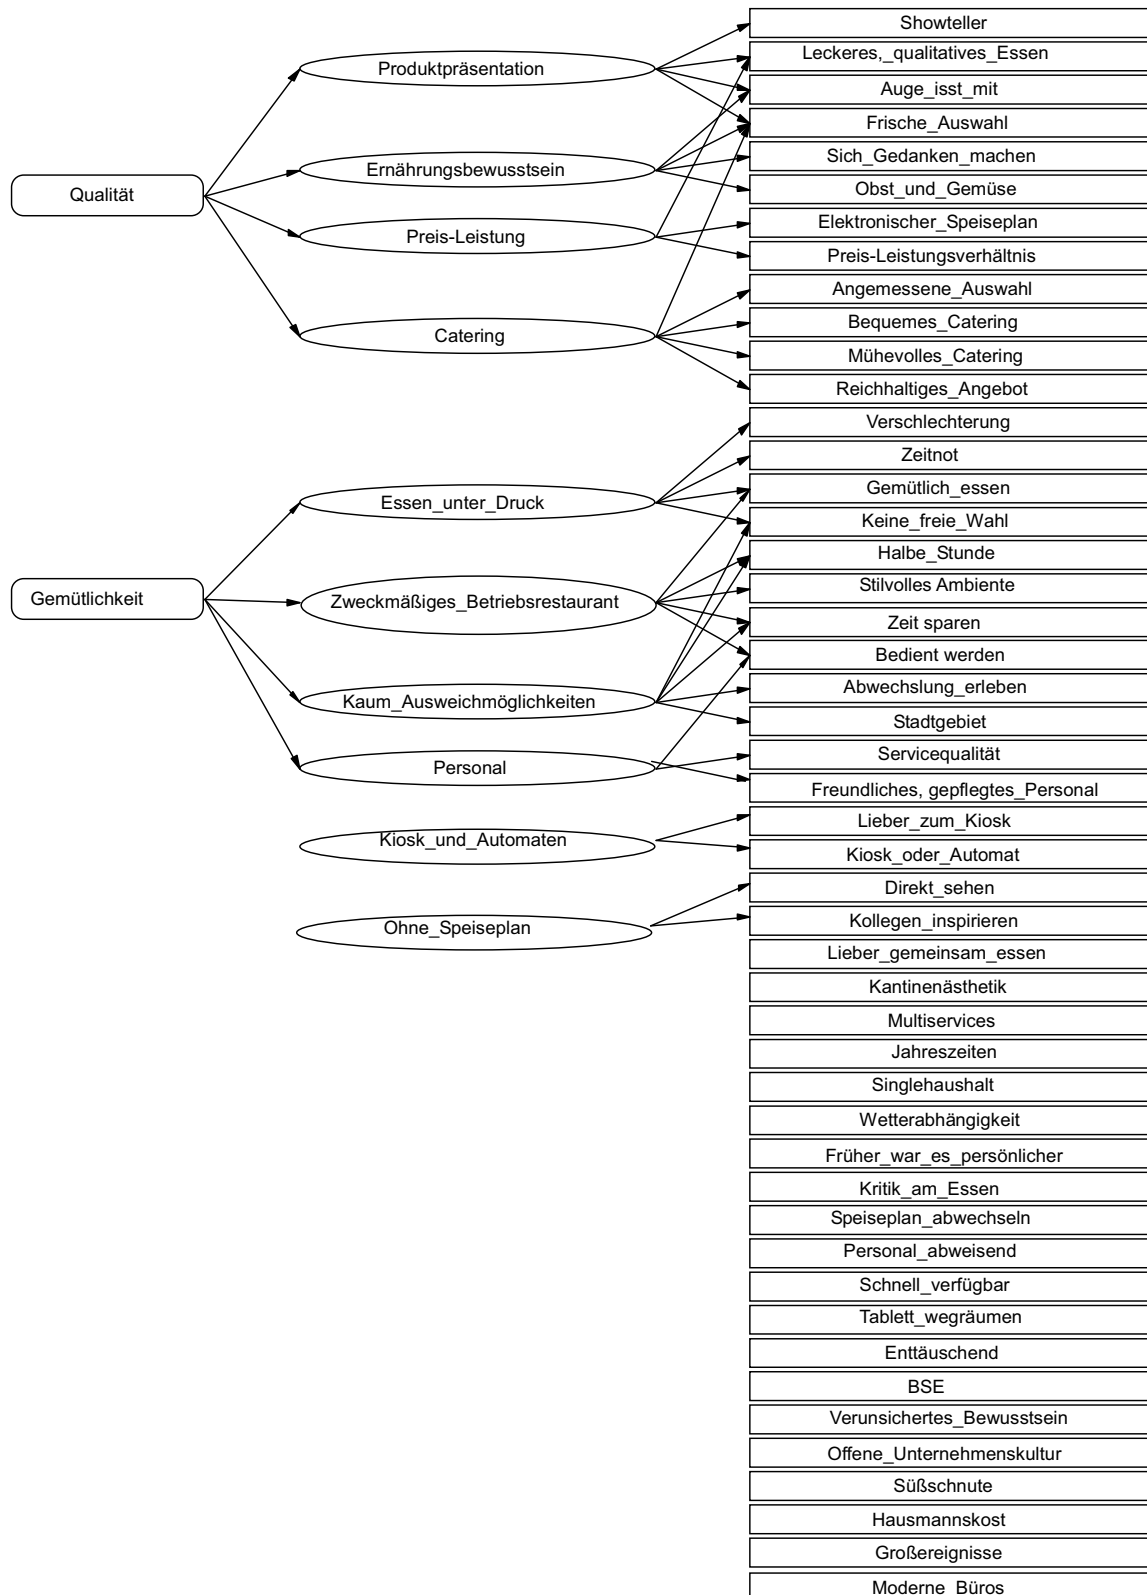 Showteller
Leckeres,_qualitatives_Essen
Produktpräsentation
Auge_isst_mit
Frische_Auswahl
Sich_Gedanken_machen
Ernährungsbewusstsein
Obst_und_Gemüse
Qualität
Elektronischer_Speiseplan
Preis-Leistung
Preis-Leistungsverhältnis
Angemessene_Auswahl
Bequemes_Catering
Catering
Mühevolles_Catering
Reichhaltiges_Angebot
Verschlechterung
Zeitnot
Gemütlich_essen
Essen_unter_Druck
Keine_freie_Wahl
Halbe_Stunde
Stilvolles Ambiente
Gemütlichkeit
Zweckmäßiges_Betriebsrestaurant
Zeit sparen
Bedient werden
Abwechslung_erleben
Kaum_Ausweichmöglichkeiten
Stadtgebiet
Servicequalität
Personal
Freundliches, gepflegtes_Personal
Lieber_zum_Kiosk
Kiosk_und_Automaten
Kiosk_oder_Automat
Direkt_sehen
Kollegen_inspirieren
Ohne_Speiseplan
Lieber_gemeinsam_essen
Kantinenästhetik
Multiservices
Jahreszeiten
Singlehaushalt
Wetterabhängigkeit
Früher_war_es_persönlicher
Kritik_am_Essen
Speiseplan_abwechseln
Personal_abweisend
Schnell_verfügbar
Tablett_wegräumen
Enttäuschend
BSE
Verunsichertes_Bewusstsein
Offene_Unternehmenskultur
Süßschnute
Hausmannskost
Großereignisse
Moderne_Büros